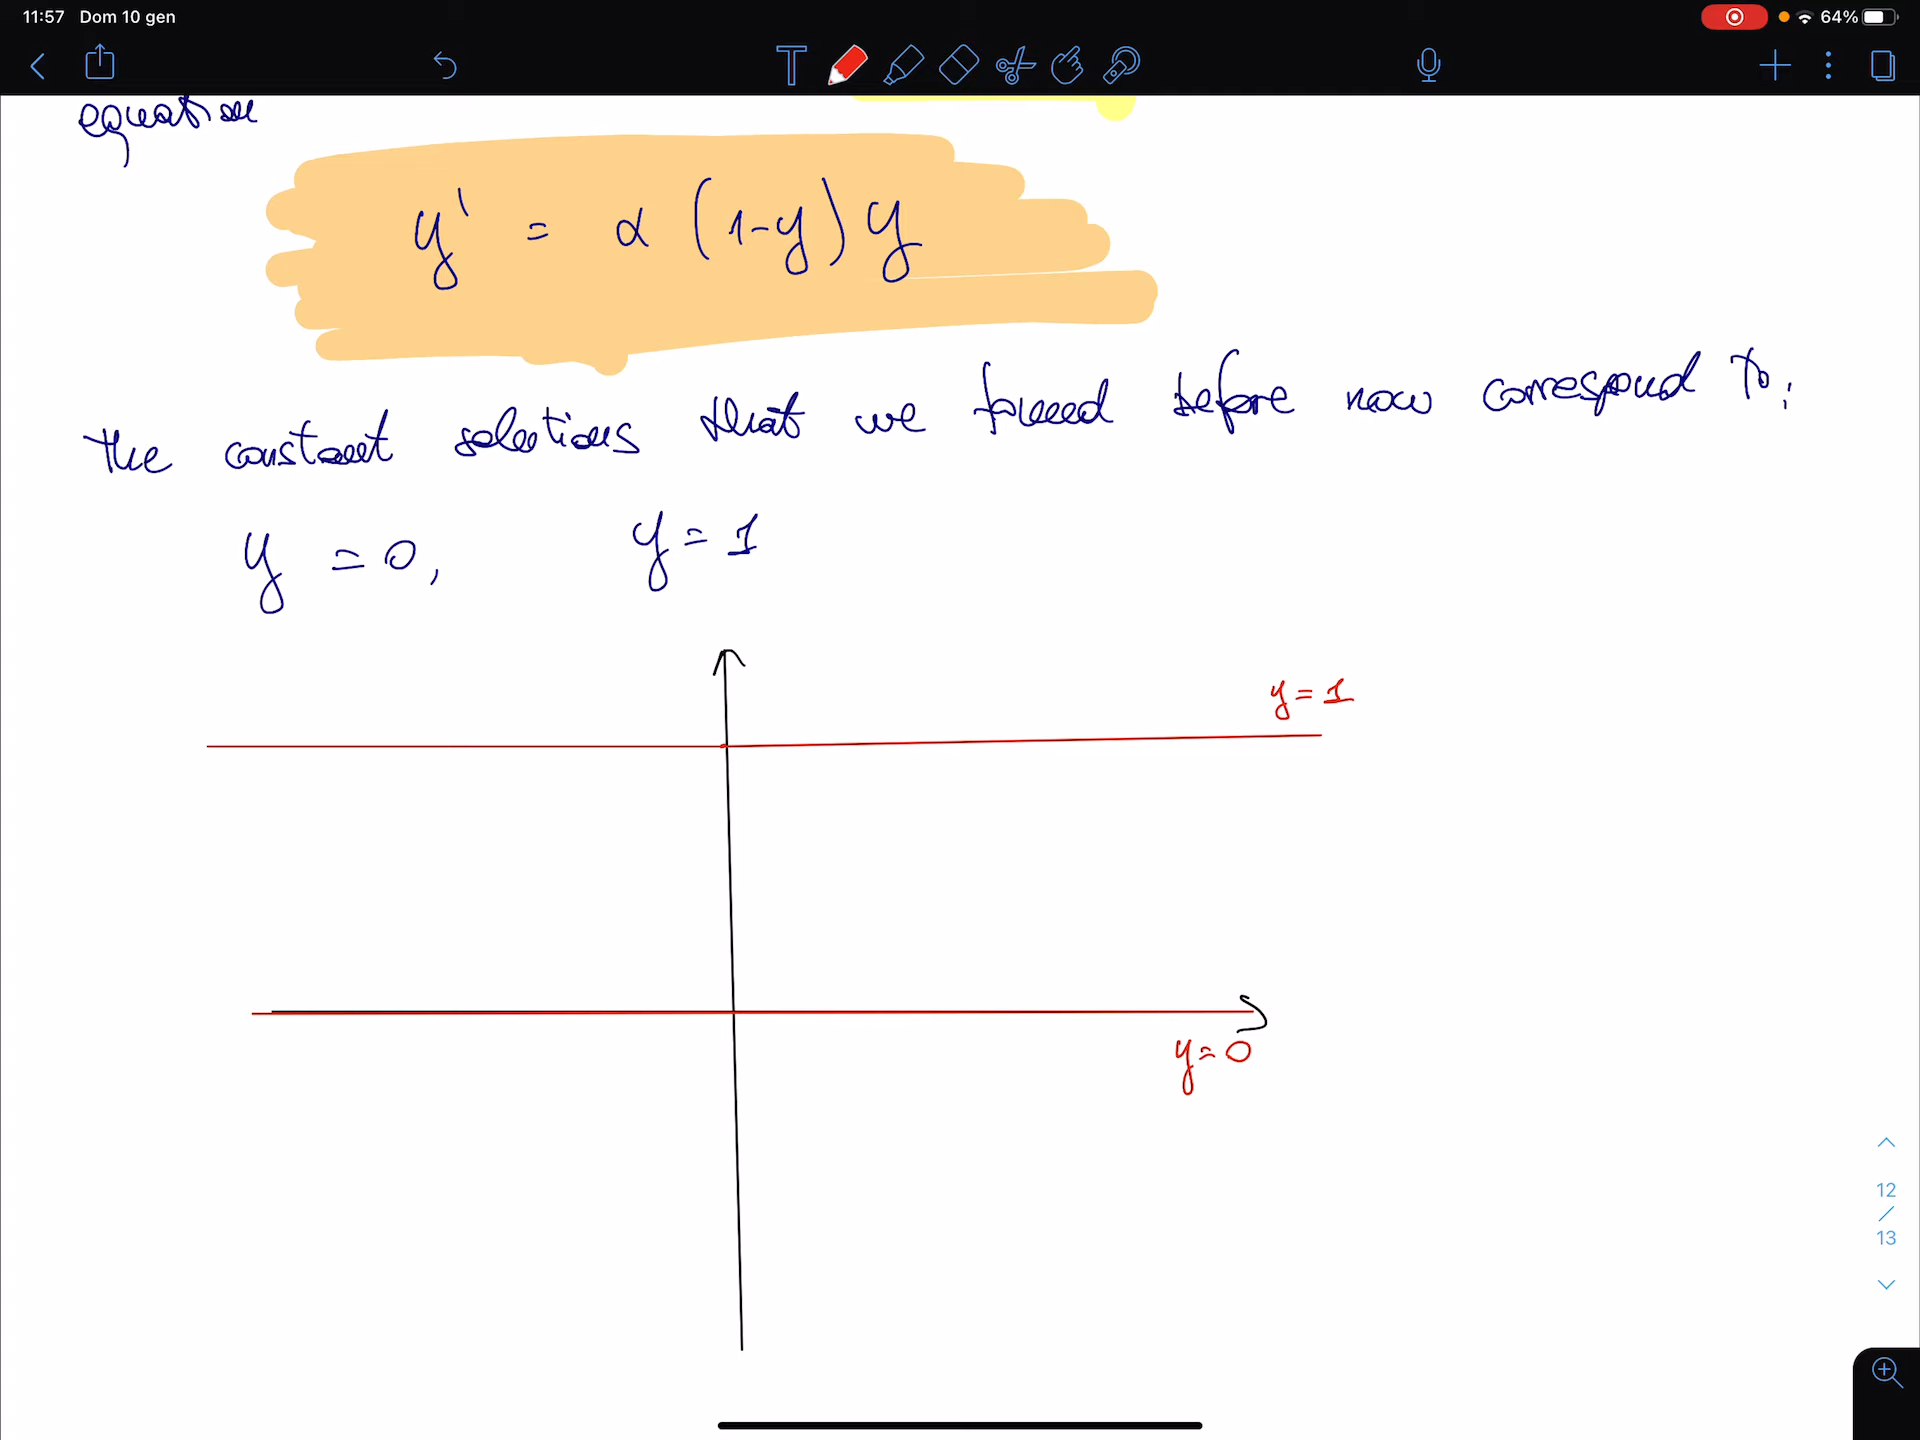 11:57 Dom 10 gen 64%
equation
y' = α (1-y) y
The constant solutions that we found before now correspond to:
y = 0, y = 1
y = 1
y = 0
12
/
13